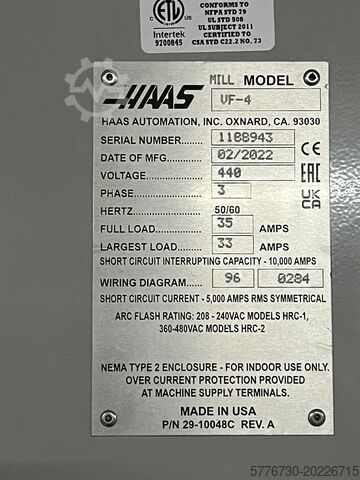 CONFORMS TO
NFPA STD 79
UL STD 508
UL SUBJECT 2011
CERTIFIED TO
CSA STD C22.2 NO. 73
ETL
Intertek
9700845
HAAS MILL MODEL VF-4
HAAS AUTOMATION, INC. OXNARD, CA. 93030
SERIAL NUMBER 1108943
DATE OF MFG. 02/2022
VOLTAGE 440
PHASE 3
HERTZ 50/60
FULL LOAD 35 AMPS
LARGEST LOAD 33 AMPS
CE
EAC
UK
CA
SHORT CIRCUIT INTERRUPTING CAPACITY - 10,000 AMPS
WIRING DIAGRAM 96 0284
SHORT CIRCUIT CURRENT - 5,000 AMPS RMS SYMMETRICAL
ARC FLASH RATING: 208 - 240VAC MODELS HRC-1,
360-480VAC MODELS HRC-2
NEMA TYPE 2 ENCLOSURE - FOR INDOOR USE ONLY.
OVER CURRENT PROTECTION PROVIDED
AT MACHINE SUPPLY TERMINALS.
MADE IN USA
P/N 29-10048C REV. A
5776730-20226715